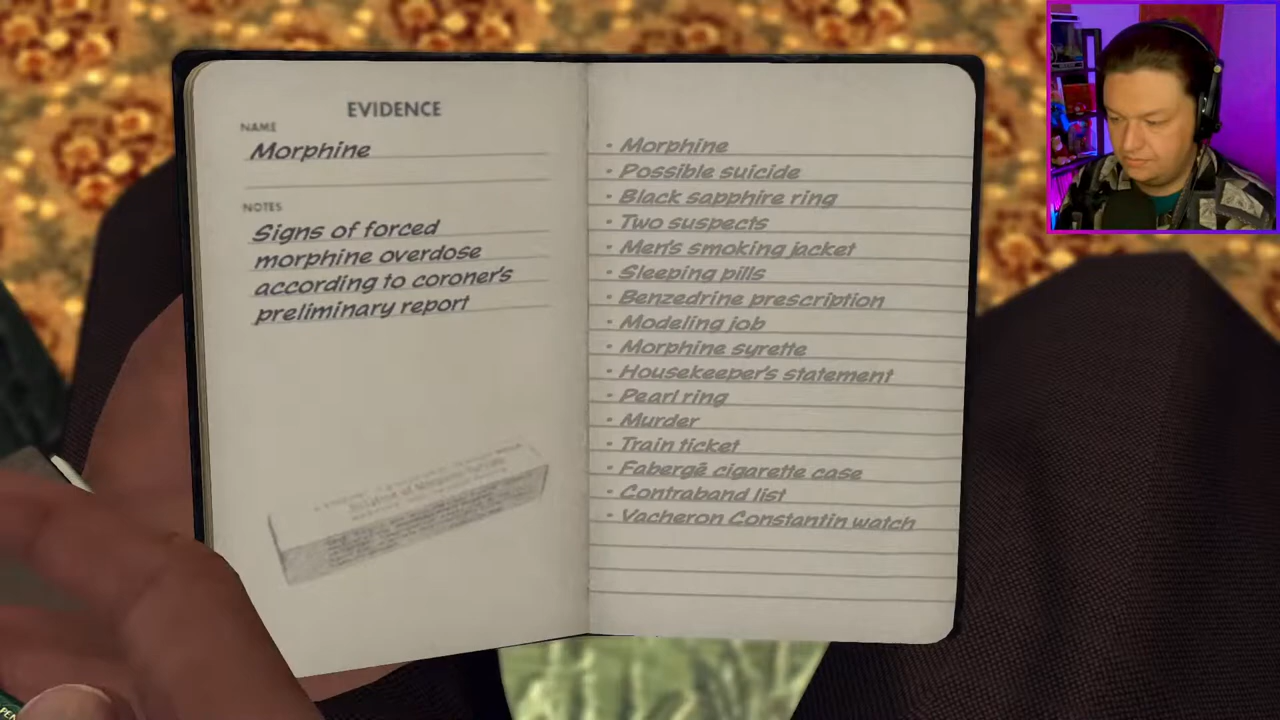 EVIDENCE
NAME
Morphine
NOTES
Signs of forced
morphine overdose
according to coroner's
preliminary report
• Morphine
• Possible suicide
• Black sapphire ring
• Two suspects
• Men's smoking jacket
• Sleeping pills
• Benzedrine prescription
• Modeling job
• Morphine syrette
• Housekeeper's statement
• Pearl ring
• Murder
• Train ticket
• Fabergē cigarette case
• Contraband list
• Vacheron Constantin watch